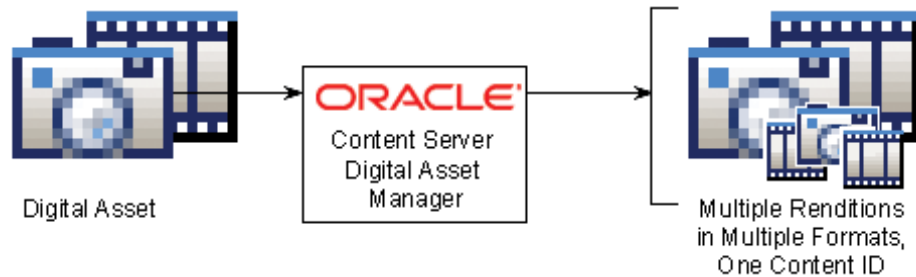 Digital Asset
ORACLE
Content Server
Digital Asset
Manager
Multiple Renditions
in Multiple Formats,
One Content ID